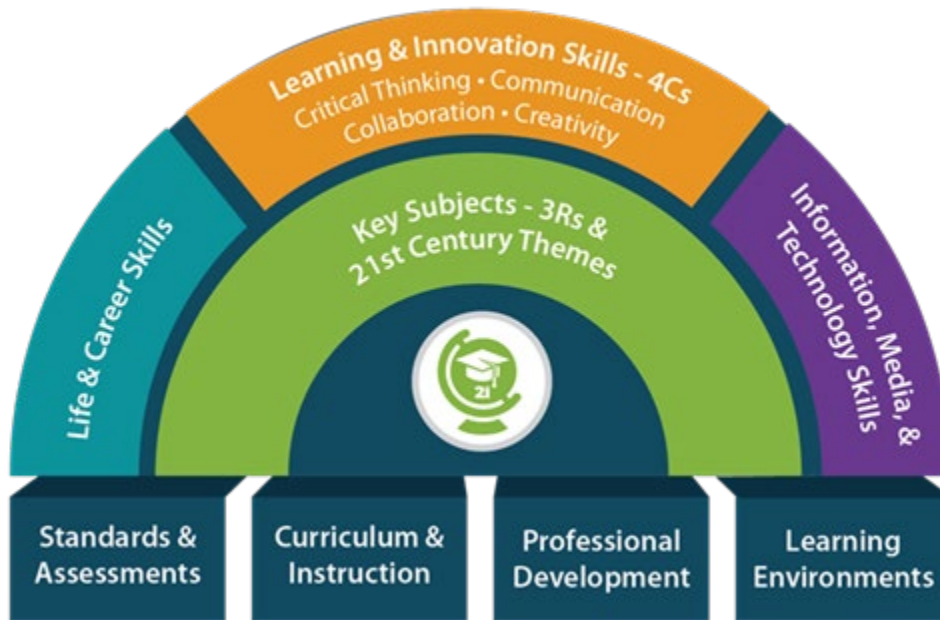 Learning & Innovation Skills - 4Cs
Critical Thinking • Communication
Collaboration • Creativity
Life & Career Skills
Key Subjects - 3Rs &
21st Century Themes
Information, Media, &
Technology Skills
21
Standards &
Assessments
Curriculum &
Instruction
Professional
Development
Learning
Environments